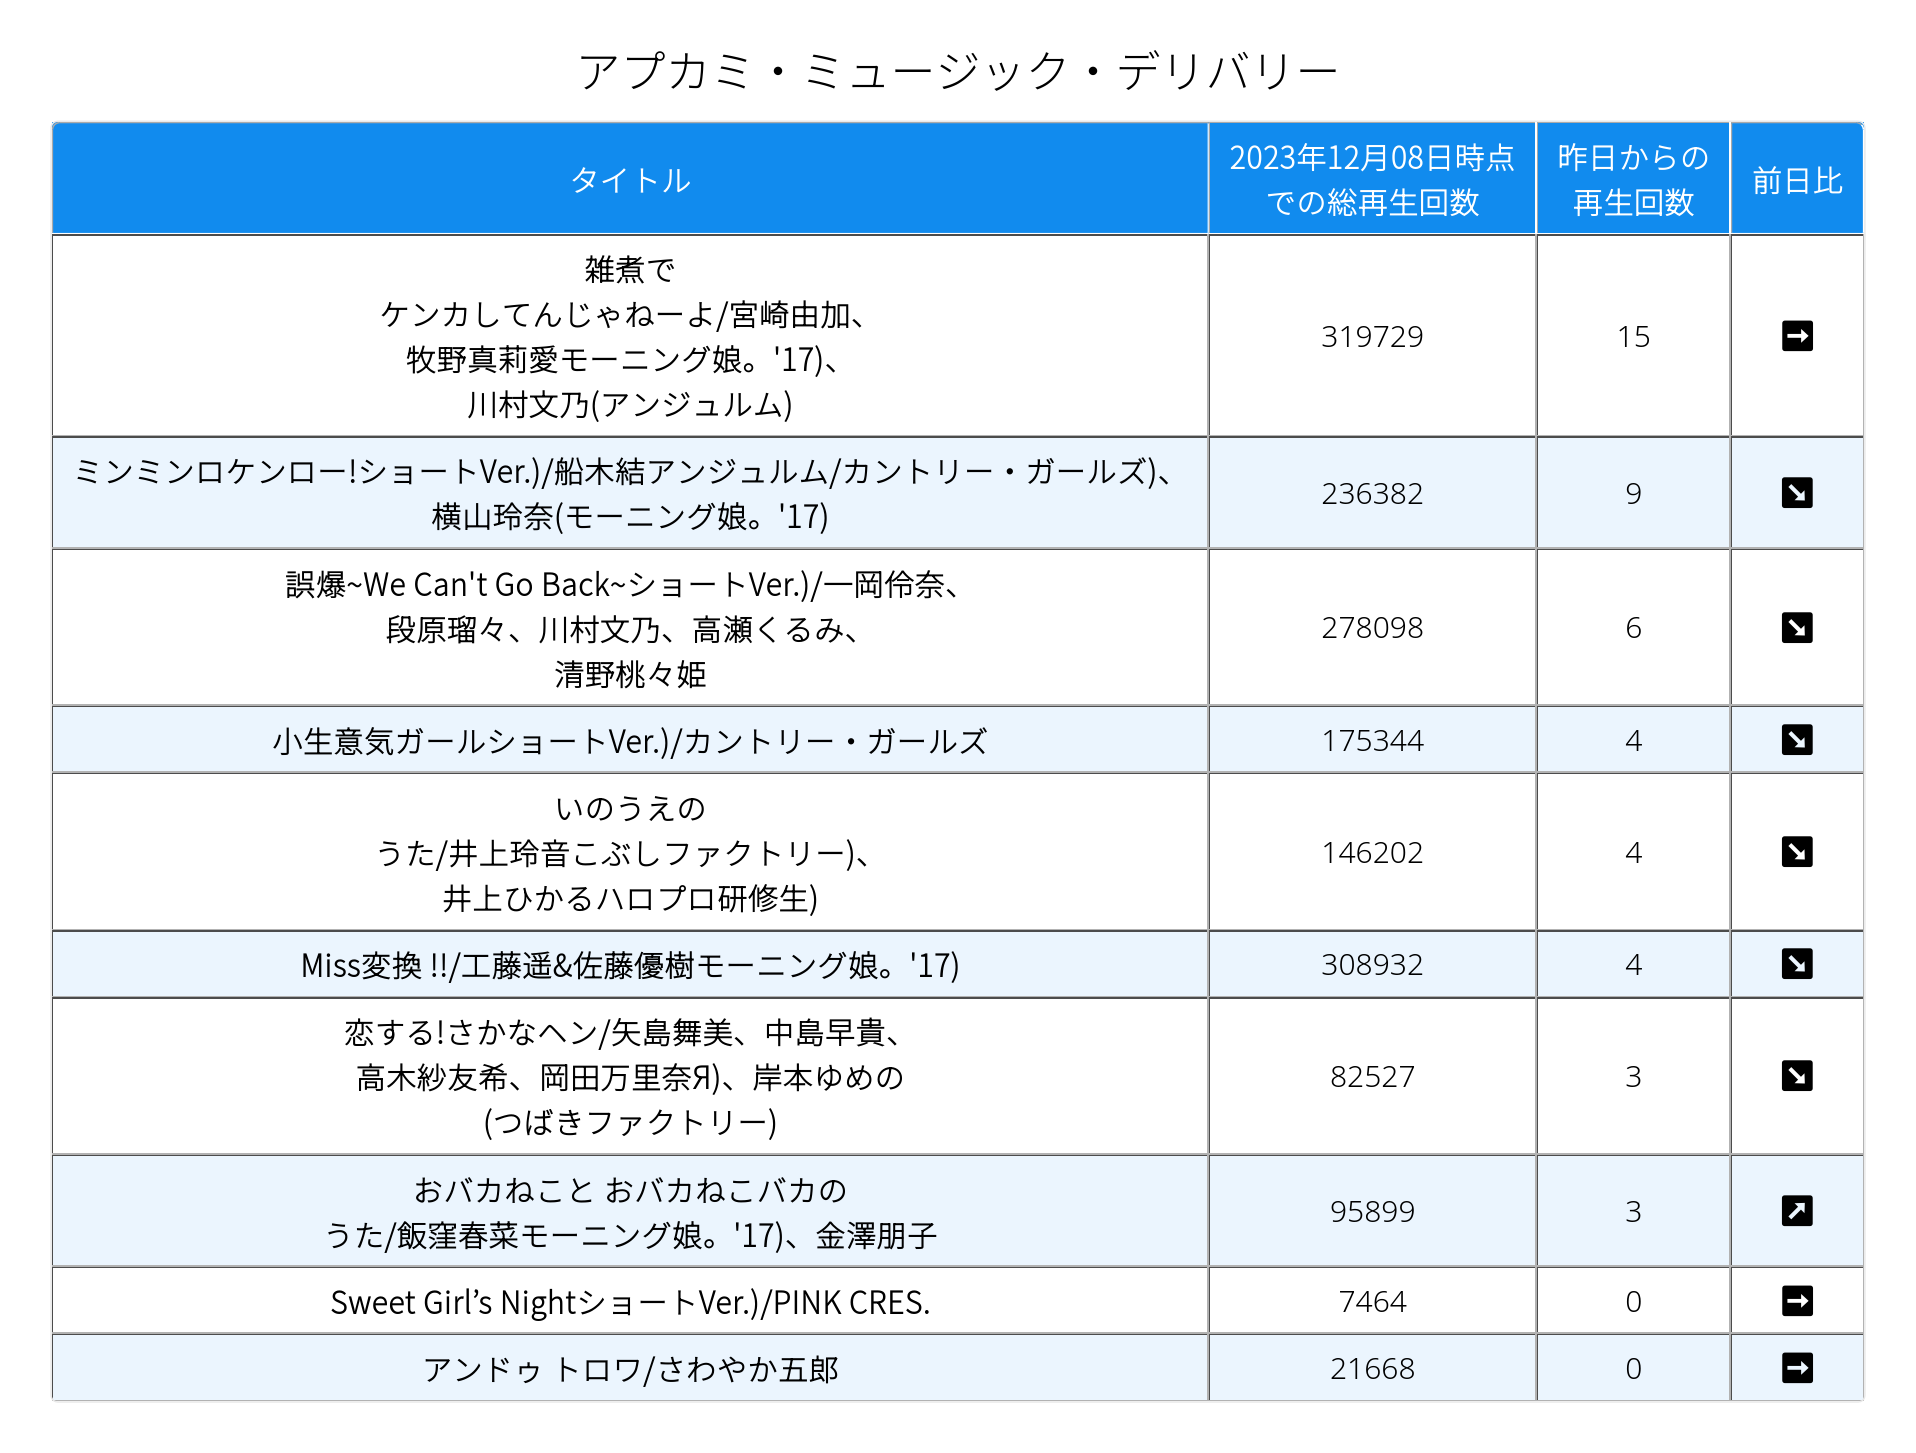 アプカミ・ミュージック・デリバリー
タイトル
2023年12月08日時点
での総再生回数
昨日からの
再生回数
前日比
雑煮で
ケンカしてんじゃねーよ/宮崎由加、
牧野真莉愛モーニング娘。'17)、
川村文乃(アンジュルム)
319729
15
ミンミンロケンロー!ショートVer.)/船木結アンジュルム/カントリー・ガールズ)、
横山玲奈(モーニング娘。'17)
236382
9
誤爆~We Can't Go Back~ショートVer.)/一岡伶奈、
段原瑠々、川村文乃、高瀬くるみ、
清野桃々姫
278098
6
小生意気ガールショートVer.)/カントリー・ガールズ
175344
4
いのうえの
うた/井上玲音こぶしファクトリー)、
井上ひかるハロプロ研修生)
146202
4
Miss変換 !!/工藤遥&佐藤優樹モーニング娘。'17)
308932
4
恋する!さかなヘン/矢島舞美、中島早貴、
高木紗友希、岡田万里奈Я)、岸本ゆめの
(つばきファクトリー)
82527
3
おバカねこと おバカねこバカの
うた/飯窪春菜モーニング娘。'17)、金澤朋子
95899
3
Sweet Girl’s NightショートVer.)/PINK CRES.
7464
0
アンドゥ トロワ/さわやか五郎
21668
0